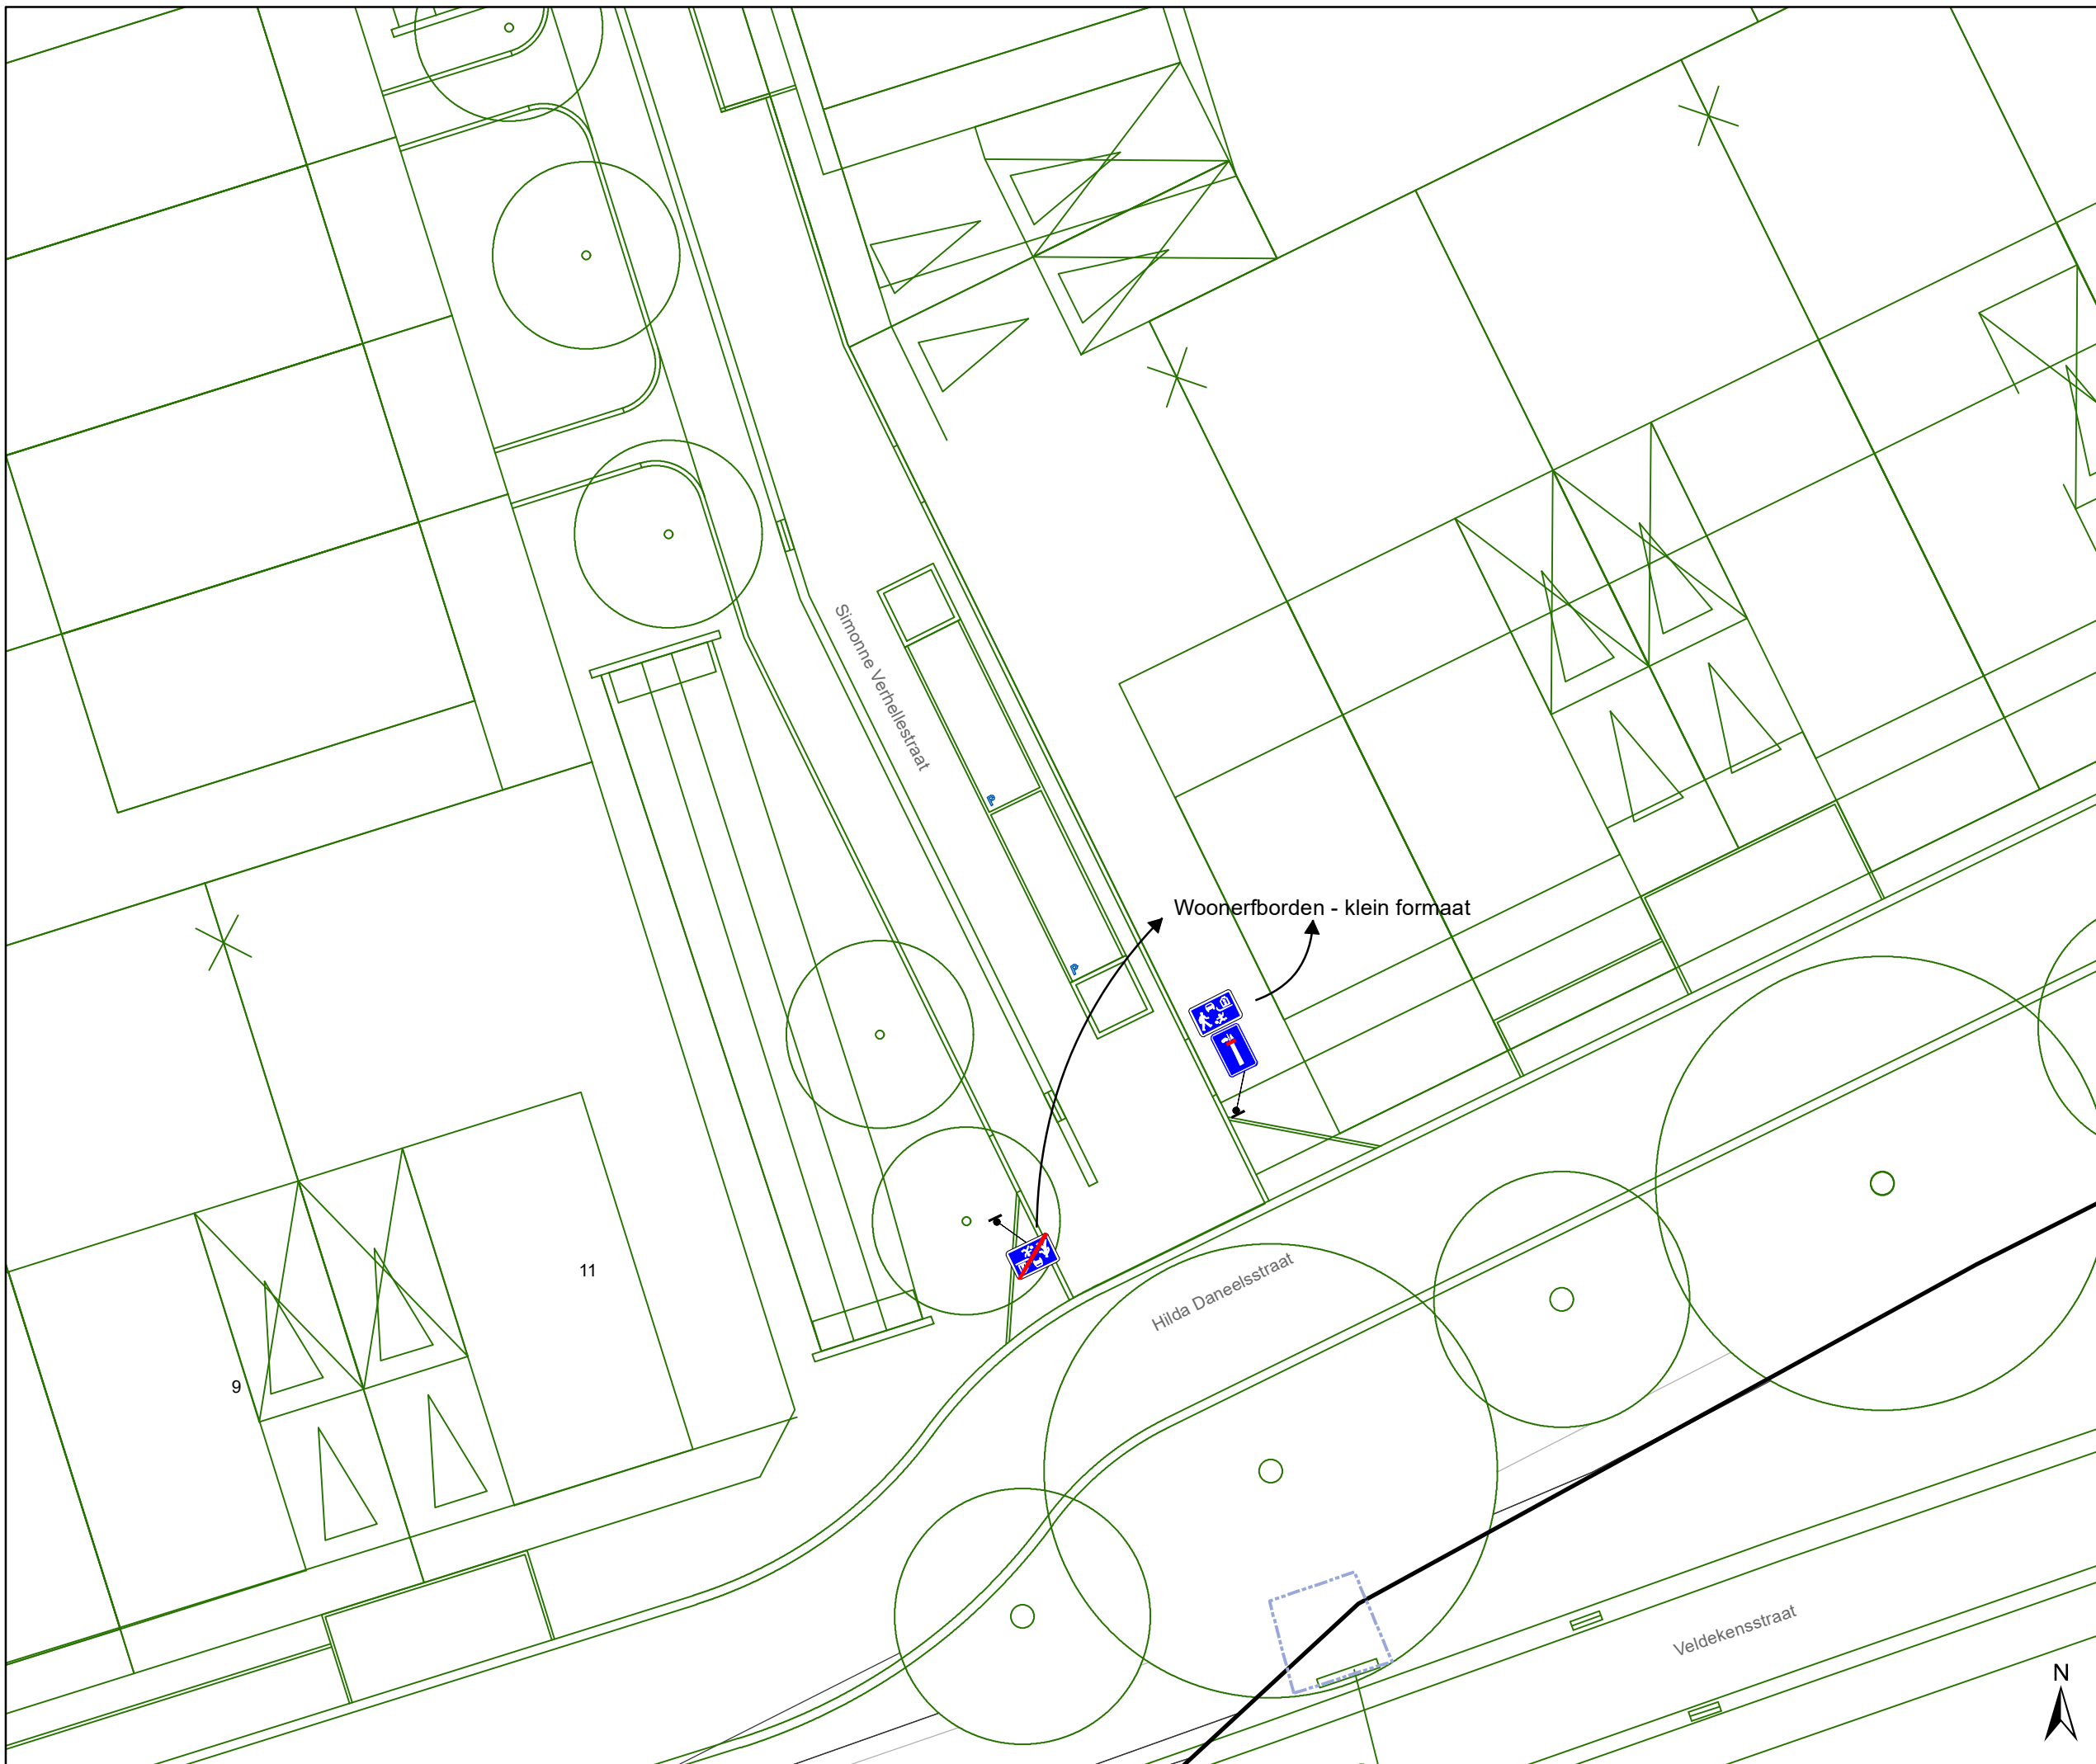 Simonne Verhellestraat
P
Woonerfborden - klein formaat
P
11
Hilda Daneelsstraat
9
Veldekensstraat
N